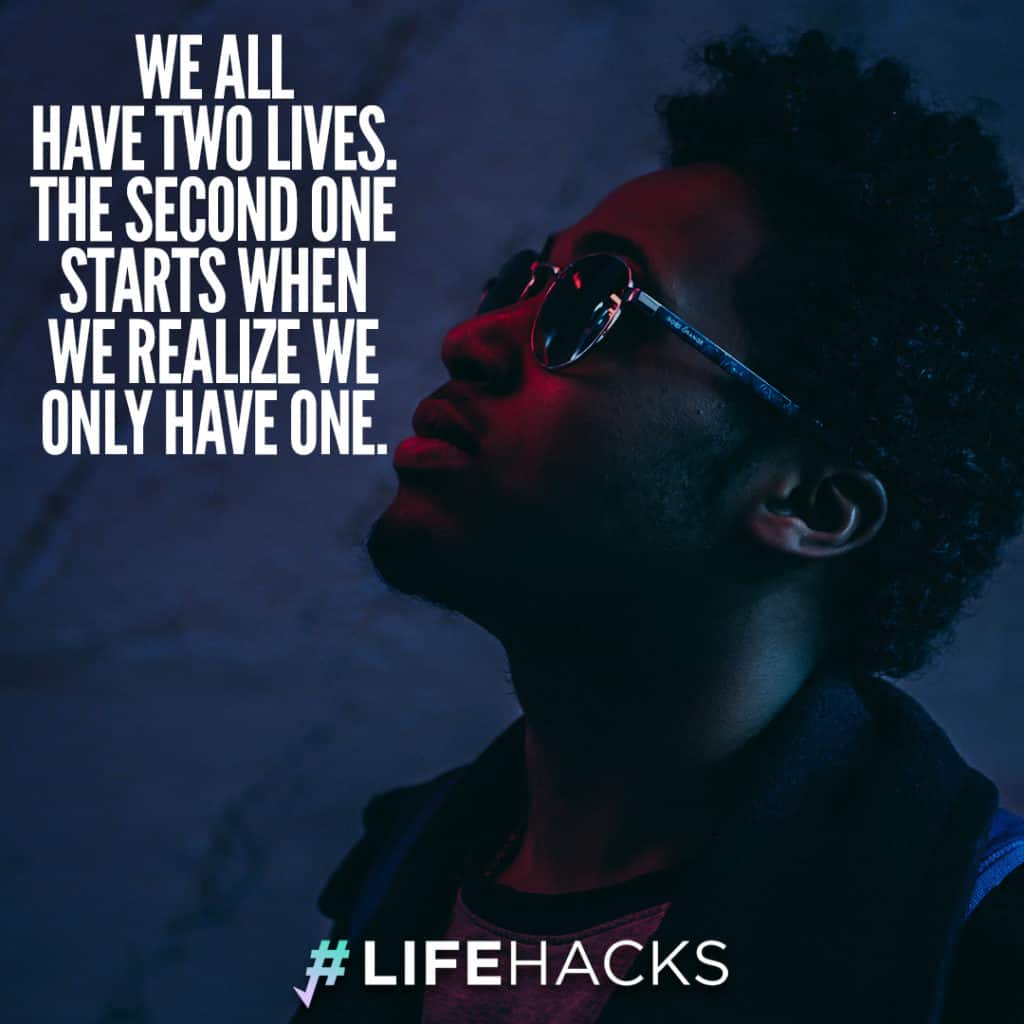 WE ALL
HAVE TWO LIVES.
THE SECOND ONE
STARTS WHEN
WE REALIZE WE
ONLY HAVE ONE.
#LIFEHACKS